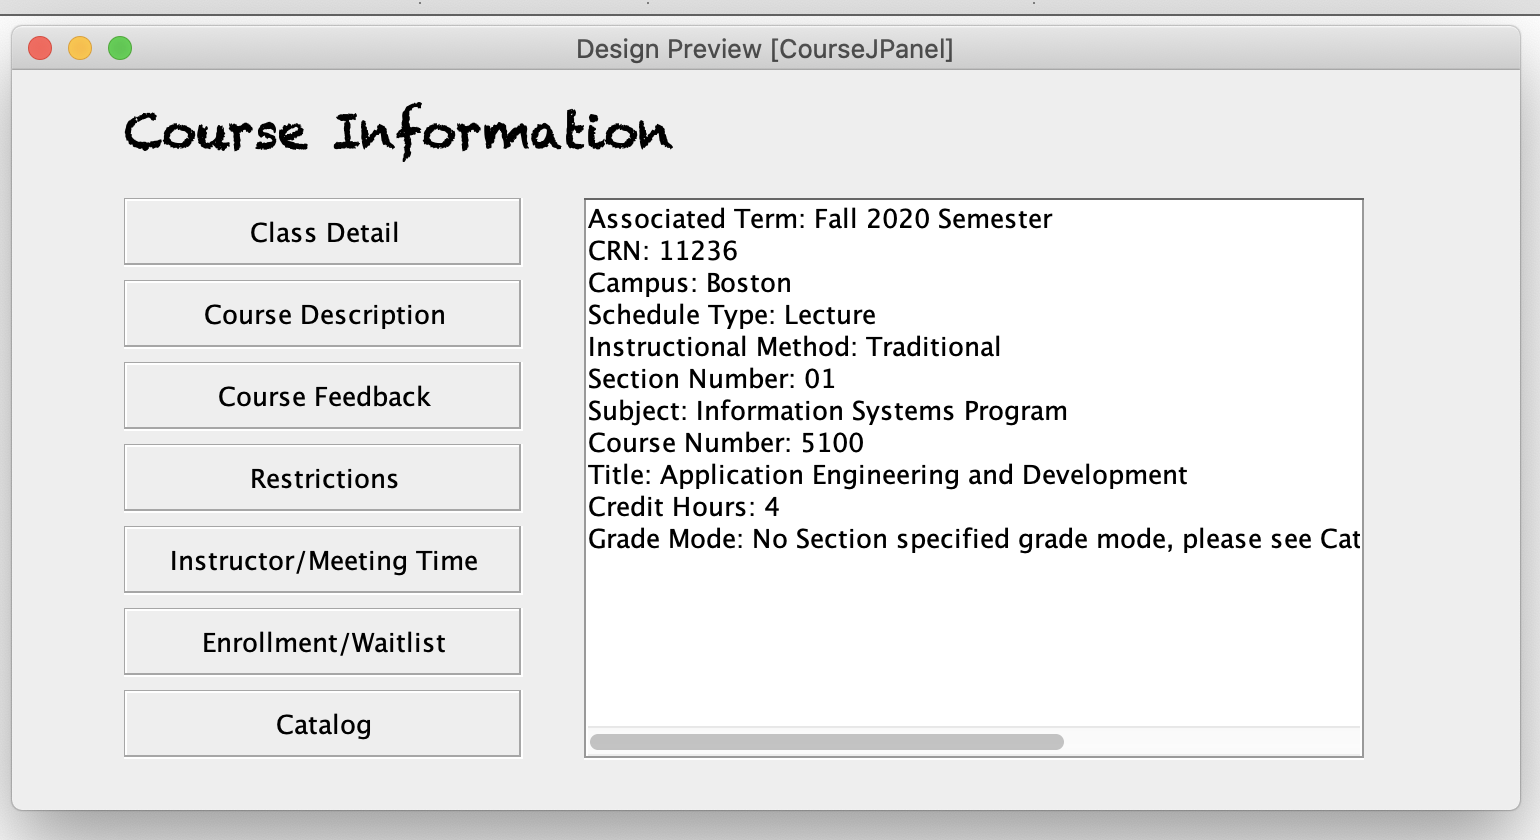 Design Preview [CourseJPanel]
Course Information
Class Detail
Course Description
Course Feedback
Restrictions
Instructor/Meeting Time
Enrollment/Waitlist
Catalog
Associated Term: Fall 2020 Semester
CRN: 11236
Campus: Boston
Schedule Type: Lecture
Instructional Method: Traditional
Section Number: 01
Subject: Information Systems Program
Course Number: 5100
Title: Application Engineering and Development
Credit Hours: 4
Grade Mode: No Section specified grade mode, please see Cat